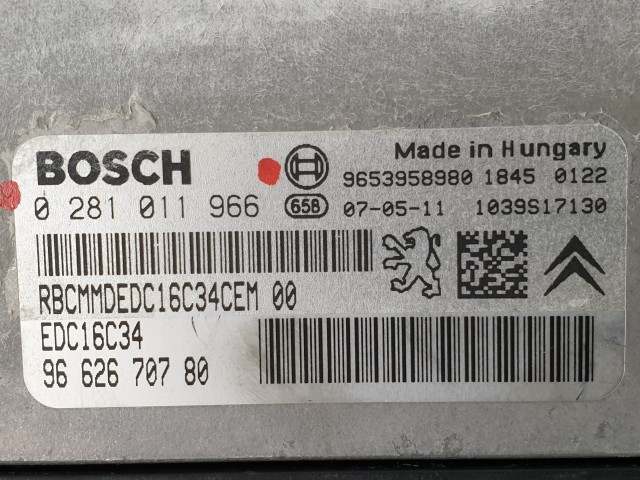 BOSCH
Made in Hungary
9653958980 1845 0122
0 281 011 966 658 07-05-11 1039S17130
RBCMMDEDC16C34CEM 00
EDC16C34
96 626 707 80